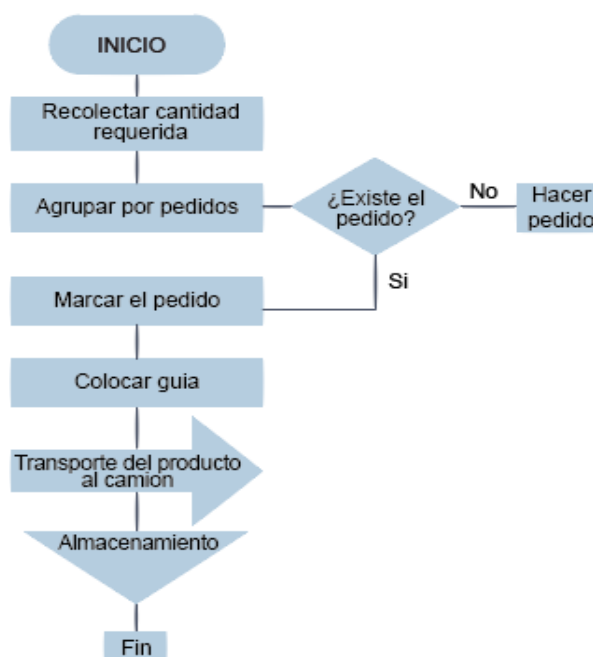 INICIO
Recolectar cantidad
requerida
Agrupar por pedidos
¿Existe el
pedido?
No
Hacer
pedido
Si
Marcar el pedido
Colocar guia
Transporte del producto
al camion
Almacenamiento
Fin